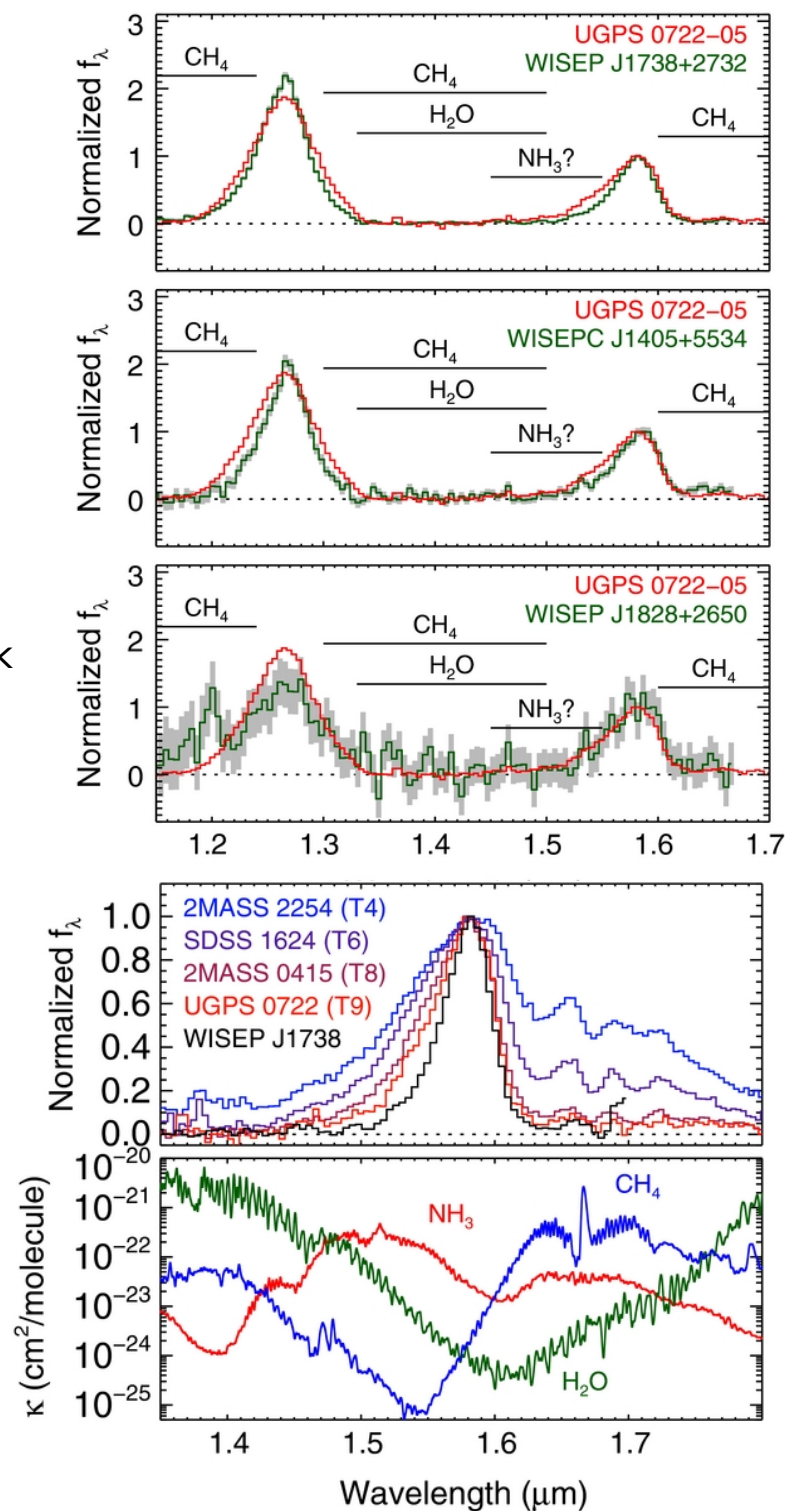 3
UGPS 0722−05
CH₄
WISEP J1738+2732
2
CH₄
H₂O
CH₄
1
NH₃?
0
Normalized f_λ
3
UGPS 0722−05
CH₄
WISEPC J1405+5534
2
CH₄
H₂O
CH₄
1
NH₃?
0
Normalized f_λ
3
UGPS 0722−05
CH₄
WISEP J1828+2650
2
CH₄
H₂O
CH₄
1
NH₃?
0
Normalized f_λ
1.2 1.3 1.4 1.5 1.6 1.7
1.0
2MASS 2254 (T4)
0.8
SDSS 1624 (T6)
2MASS 0415 (T8)
0.6
UGPS 0722 (T9)
0.4
WISEP J1738
0.2
0.0
Normalized f_λ
10⁻²⁰
10⁻²¹
CH₄
NH₃
10⁻²²
10⁻²³
10⁻²⁴
H₂O
10⁻²⁵
κ (cm²/molecule)
1.4 1.5 1.6 1.7
Wavelength (μm)